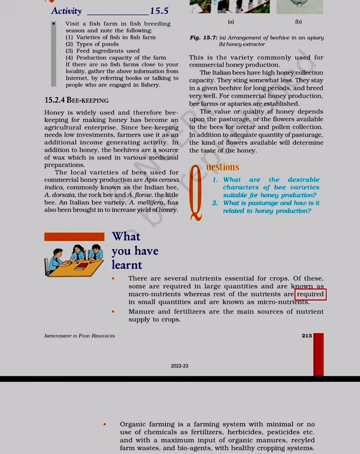 Activity 15.5
Visit a fish farm in fish breeding
season and note the following:
(1) Varieties of fish in fish farm
(2) Types of ponds
(3) Feed ingredients used
(4) Production capacity of the farm
If there are no fish farms close to your
locality, gather the above information from
Internet, by referring books or talking to
people who are engaged in fishery.
15.2.4 BEE-KEEPING
Honey is widely used and therefore bee-
keeping for making honey has become an
agricultural enterprise. Since bee-keeping
needs low investments, farmers use it as an
additional income generating activity. In
addition to honey, the beehives are a source
of wax which is used in various medicinal
preparations.
The local varieties of bees used for
commercial honey production are Apis cerana
indica, commonly known as the Indian bee,
A. dorsata, the rock bee and A. florae, the little
bee. An Italian bee variety, A. mellifera, has
also been brought in to increase yield of honey.
(a) (b)
Fig. 15.7: (a) Arrangement of beehive in an apiary
(b) honey extractor
This is the variety commonly used for
commercial honey production.
The Italian bees have high honey collection
capacity. They sting somewhat less. They stay
in a given beehive for long periods, and breed
very well. For commercial honey production,
bee farms or apiaries are established.
The value or quality of honey depends
upon the pasturage, or the flowers available
to the bees for nectar and pollen collection.
In addition to adequate quantity of pasturage,
the kind of flowers available will determine
the taste of the honey.
Questions
1. What are the desirable
characters of bee varieties
suitable for honey production?
2. What is pasturage and how is it
related to honey production?
What
you have
learnt
• There are several nutrients essential for crops. Of these,
some are required in large quantities and are known as
macro-nutrients whereas rest of the nutrients are required
in small quantities and are known as micro-nutrients.
• Manure and fertilizers are the main sources of nutrient
supply to crops.
IMPROVEMENT IN FOOD RESOURCES 213
2022-23
• Organic farming is a farming system with minimal or no
use of chemicals as fertilizers, herbicides, pesticides etc.
and with a maximum input of organic manures, recyled
farm wastes, and bio-agents, with healthy cropping systems.